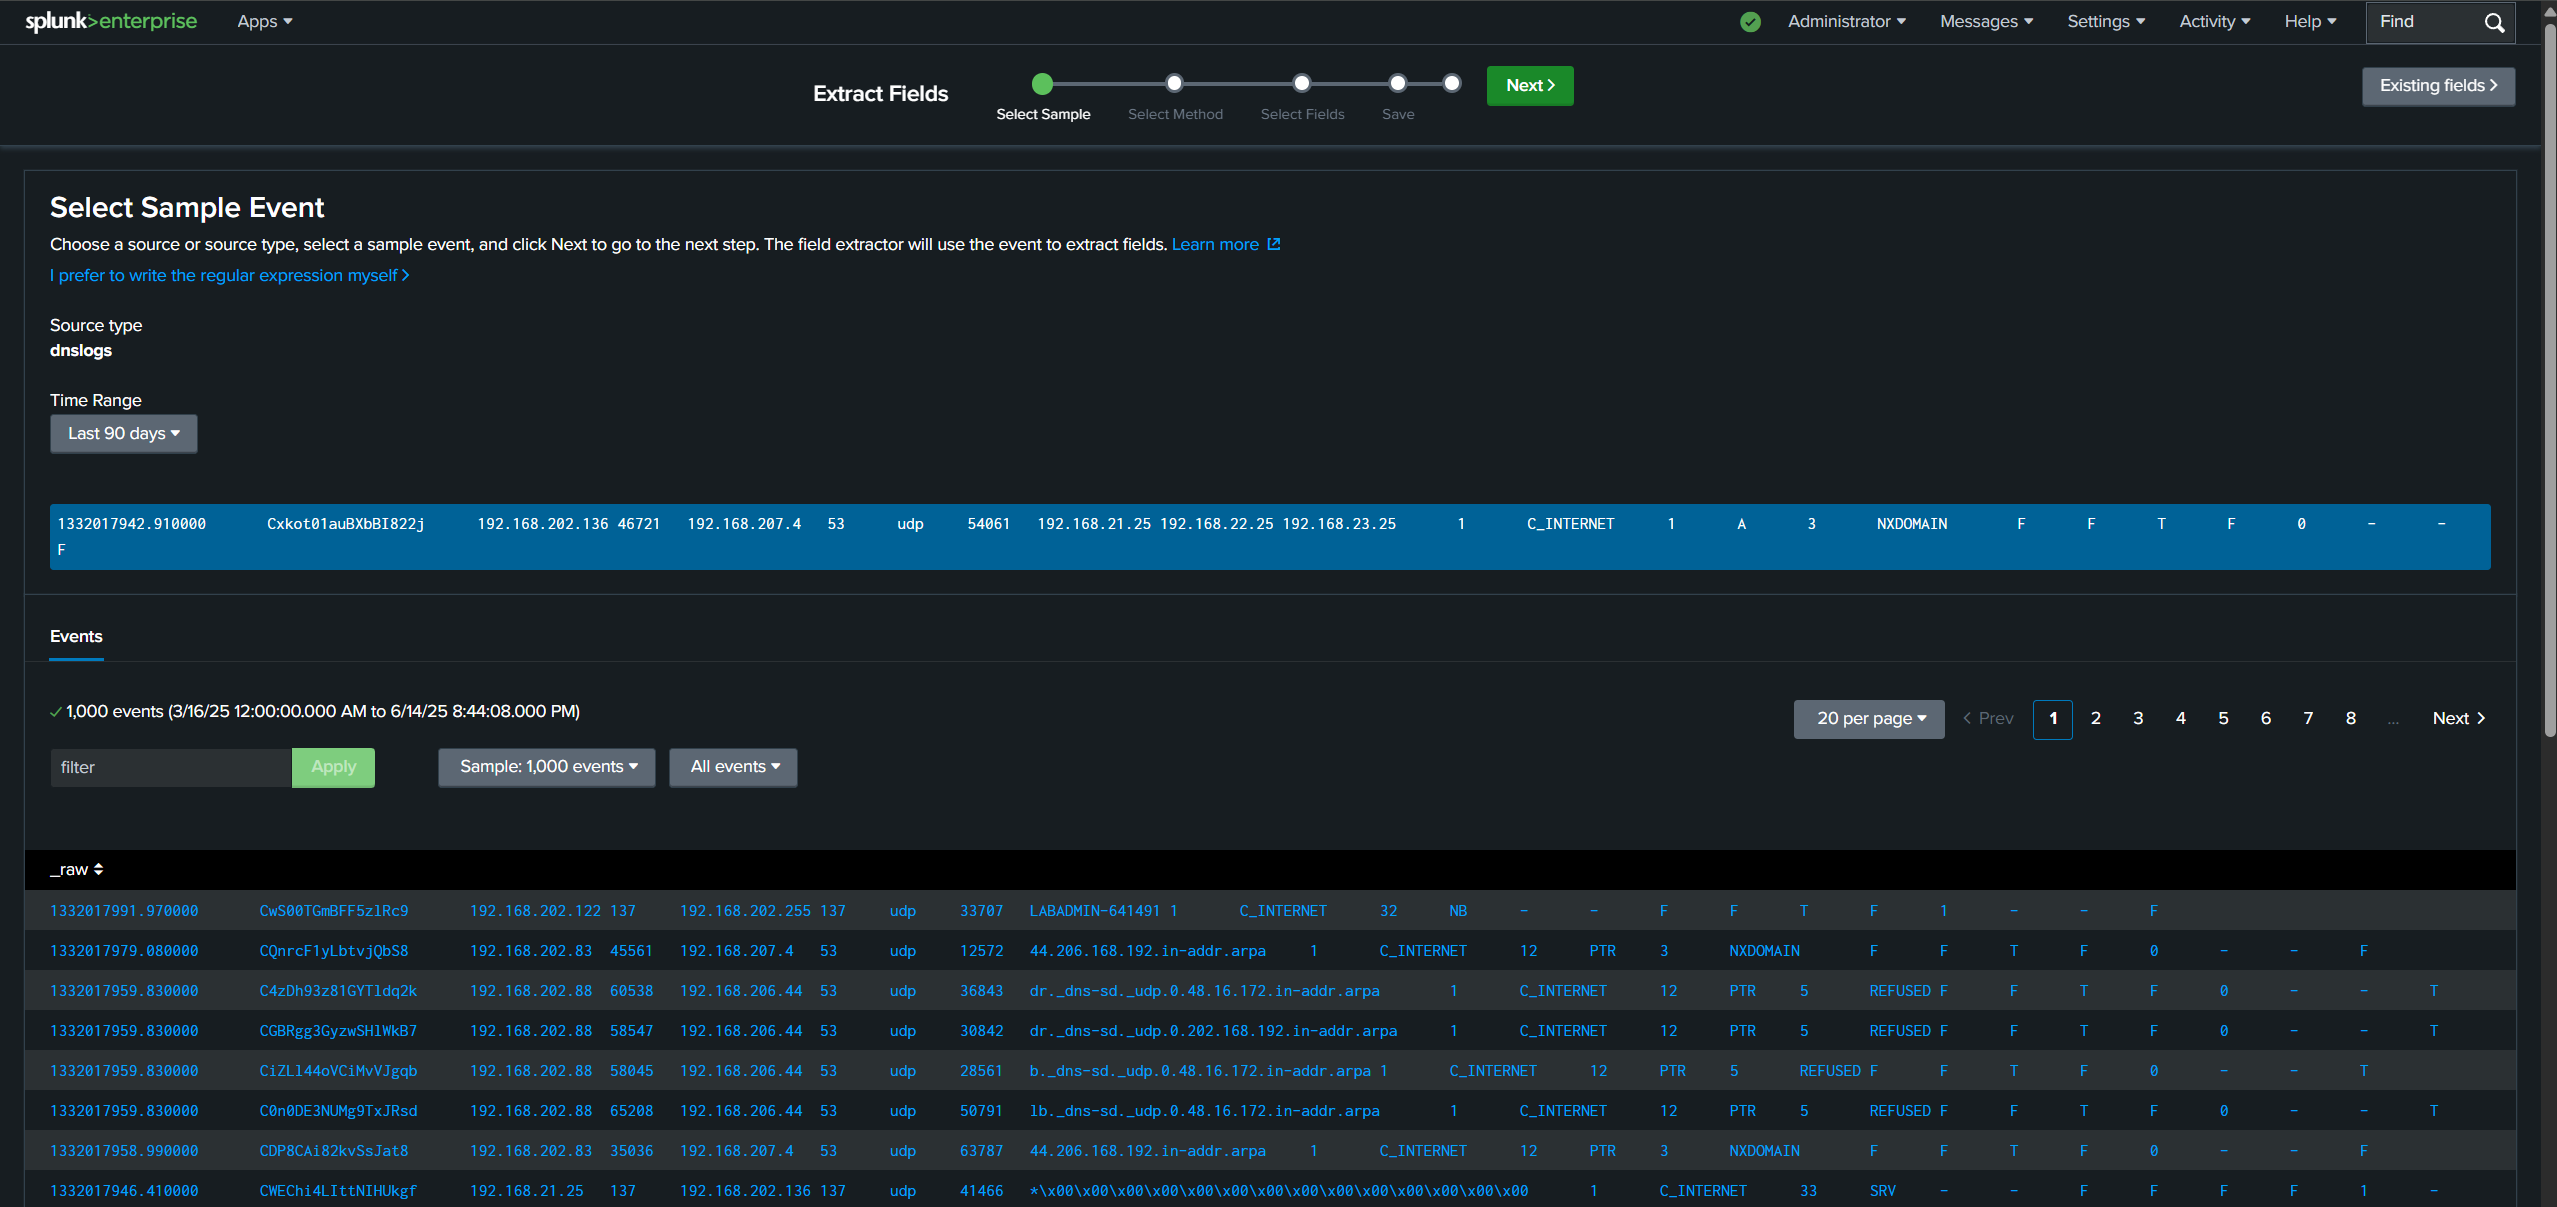 splunk>enterprise Apps Administrator Messages Settings Activity Help Find
Extract Fields Next > Existing fields >
Select Sample Select Method Select Fields Save
Select Sample Event
Choose a source or source type, select a sample event, and click Next to go to the next step. The field extractor will use the event to extract fields. Learn more
I prefer to write the regular expression myself >
Source type
dnslogs
Time Range
Last 90 days
1332017942.910000 Cxkot01auBXbBI822j 192.168.202.136 46721 192.168.207.4 53 udp 54061 192.168.21.25 192.168.22.25 192.168.23.25 1 C_INTERNET 1 A 3 NXDOMAIN F F T F 0 - -
F
Events
1,000 events (3/16/25 12:00:00.000 AM to 6/14/25 8:44:08.000 PM)
20 per page < Prev 1 2 3 4 5 6 7 8 ... Next >
filter Apply Sample: 1,000 events All events
_raw
1332017991.970000 CwS00TGmBFF5zlRc9 192.168.202.122 137 192.168.202.255 137 udp 33707 LABADMIN-641491 1 C_INTERNET 32 NB - - F F T F 1 - - F
1332017979.080000 CQnrcF1yLbtvjQbS8 192.168.202.83 45561 192.168.207.4 53 udp 12572 44.206.168.192.in-addr.arpa 1 C_INTERNET 12 PTR 3 NXDOMAIN F F T F 0 - - F
1332017959.830000 C4zDh93z81GYTldq2k 192.168.202.88 60538 192.168.206.44 53 udp 36843 dr._dns-sd._udp.0.48.16.172.in-addr.arpa 1 C_INTERNET 12 PTR 5 REFUSED F F T F 0 - - T
1332017959.830000 CGBRgg3GyzwSHlWkB7 192.168.202.88 58547 192.168.206.44 53 udp 30842 dr._dns-sd._udp.0.202.168.192.in-addr.arpa 1 C_INTERNET 12 PTR 5 REFUSED F F T F 0 - - T
1332017959.830000 CiZLl44oVCiMvVJgqb 192.168.202.88 58045 192.168.206.44 53 udp 28561 b._dns-sd._udp.0.48.16.172.in-addr.arpa 1 C_INTERNET 12 PTR 5 REFUSED F F T F 0 - - T
1332017959.830000 C0n0DE3NUMg9TxJRsd 192.168.202.88 65208 192.168.206.44 53 udp 50791 lb._dns-sd._udp.0.48.16.172.in-addr.arpa 1 C_INTERNET 12 PTR 5 REFUSED F F T F 0 - - T
1332017958.990000 CDP8CAi82kvSsJat8 192.168.202.83 35036 192.168.207.4 53 udp 63787 44.206.168.192.in-addr.arpa 1 C_INTERNET 12 PTR 3 NXDOMAIN F F T F 0 - - F
1332017946.410000 CWEChi4LIttNIHUkgf 192.168.21.25 137 192.168.202.136 137 udp 41466 *\x00\x00\x00\x00\x00\x00\x00\x00\x00\x00\x00\x00\x00\x00 1 C_INTERNET 33 SRV - - F F F F 1 -